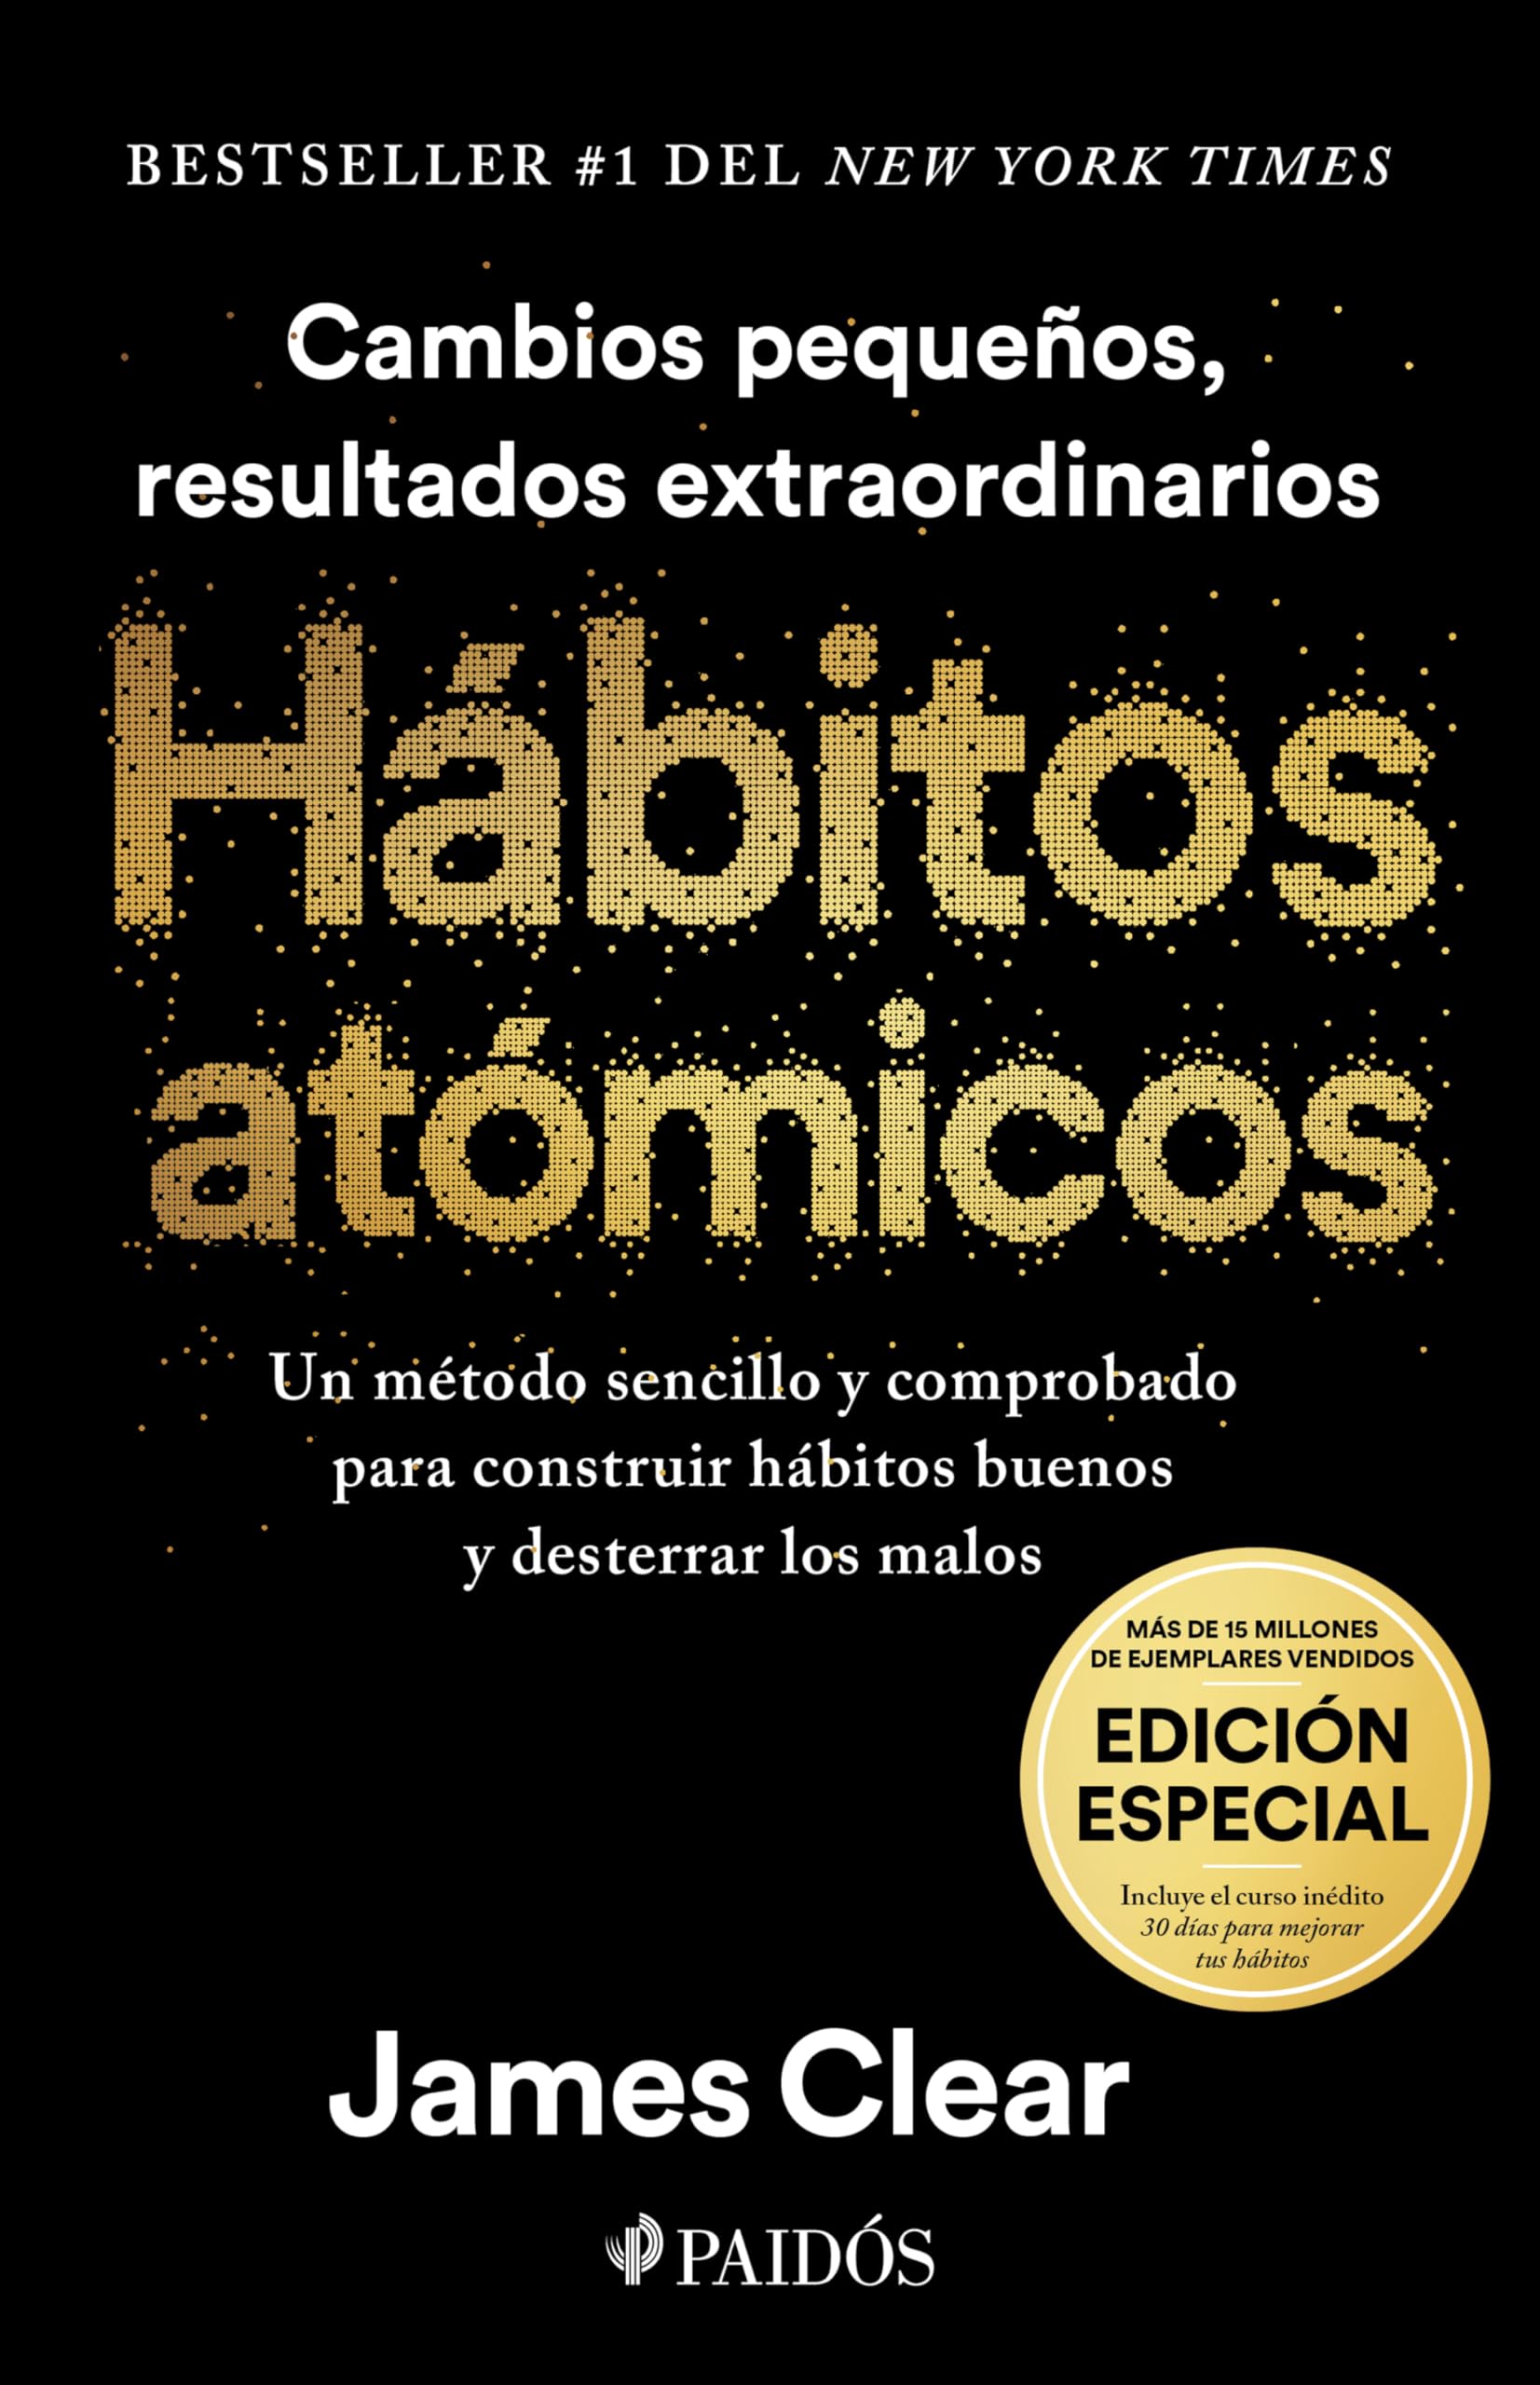 BESTSELLER #1 DEL NEW YORK TIMES
Cambios pequeños,
resultados extraordinarios
Hábitos
atómicos
Un método sencillo y comprobado
para construir hábitos buenos
y desterrar los malos
MÁS DE 15 MILLONES
DE EJEMPLARES VENDIDOS
EDICIÓN
ESPECIAL
Incluye el curso inédito
30 días para mejorar
tus hábitos
James Clear
PAIDÓS